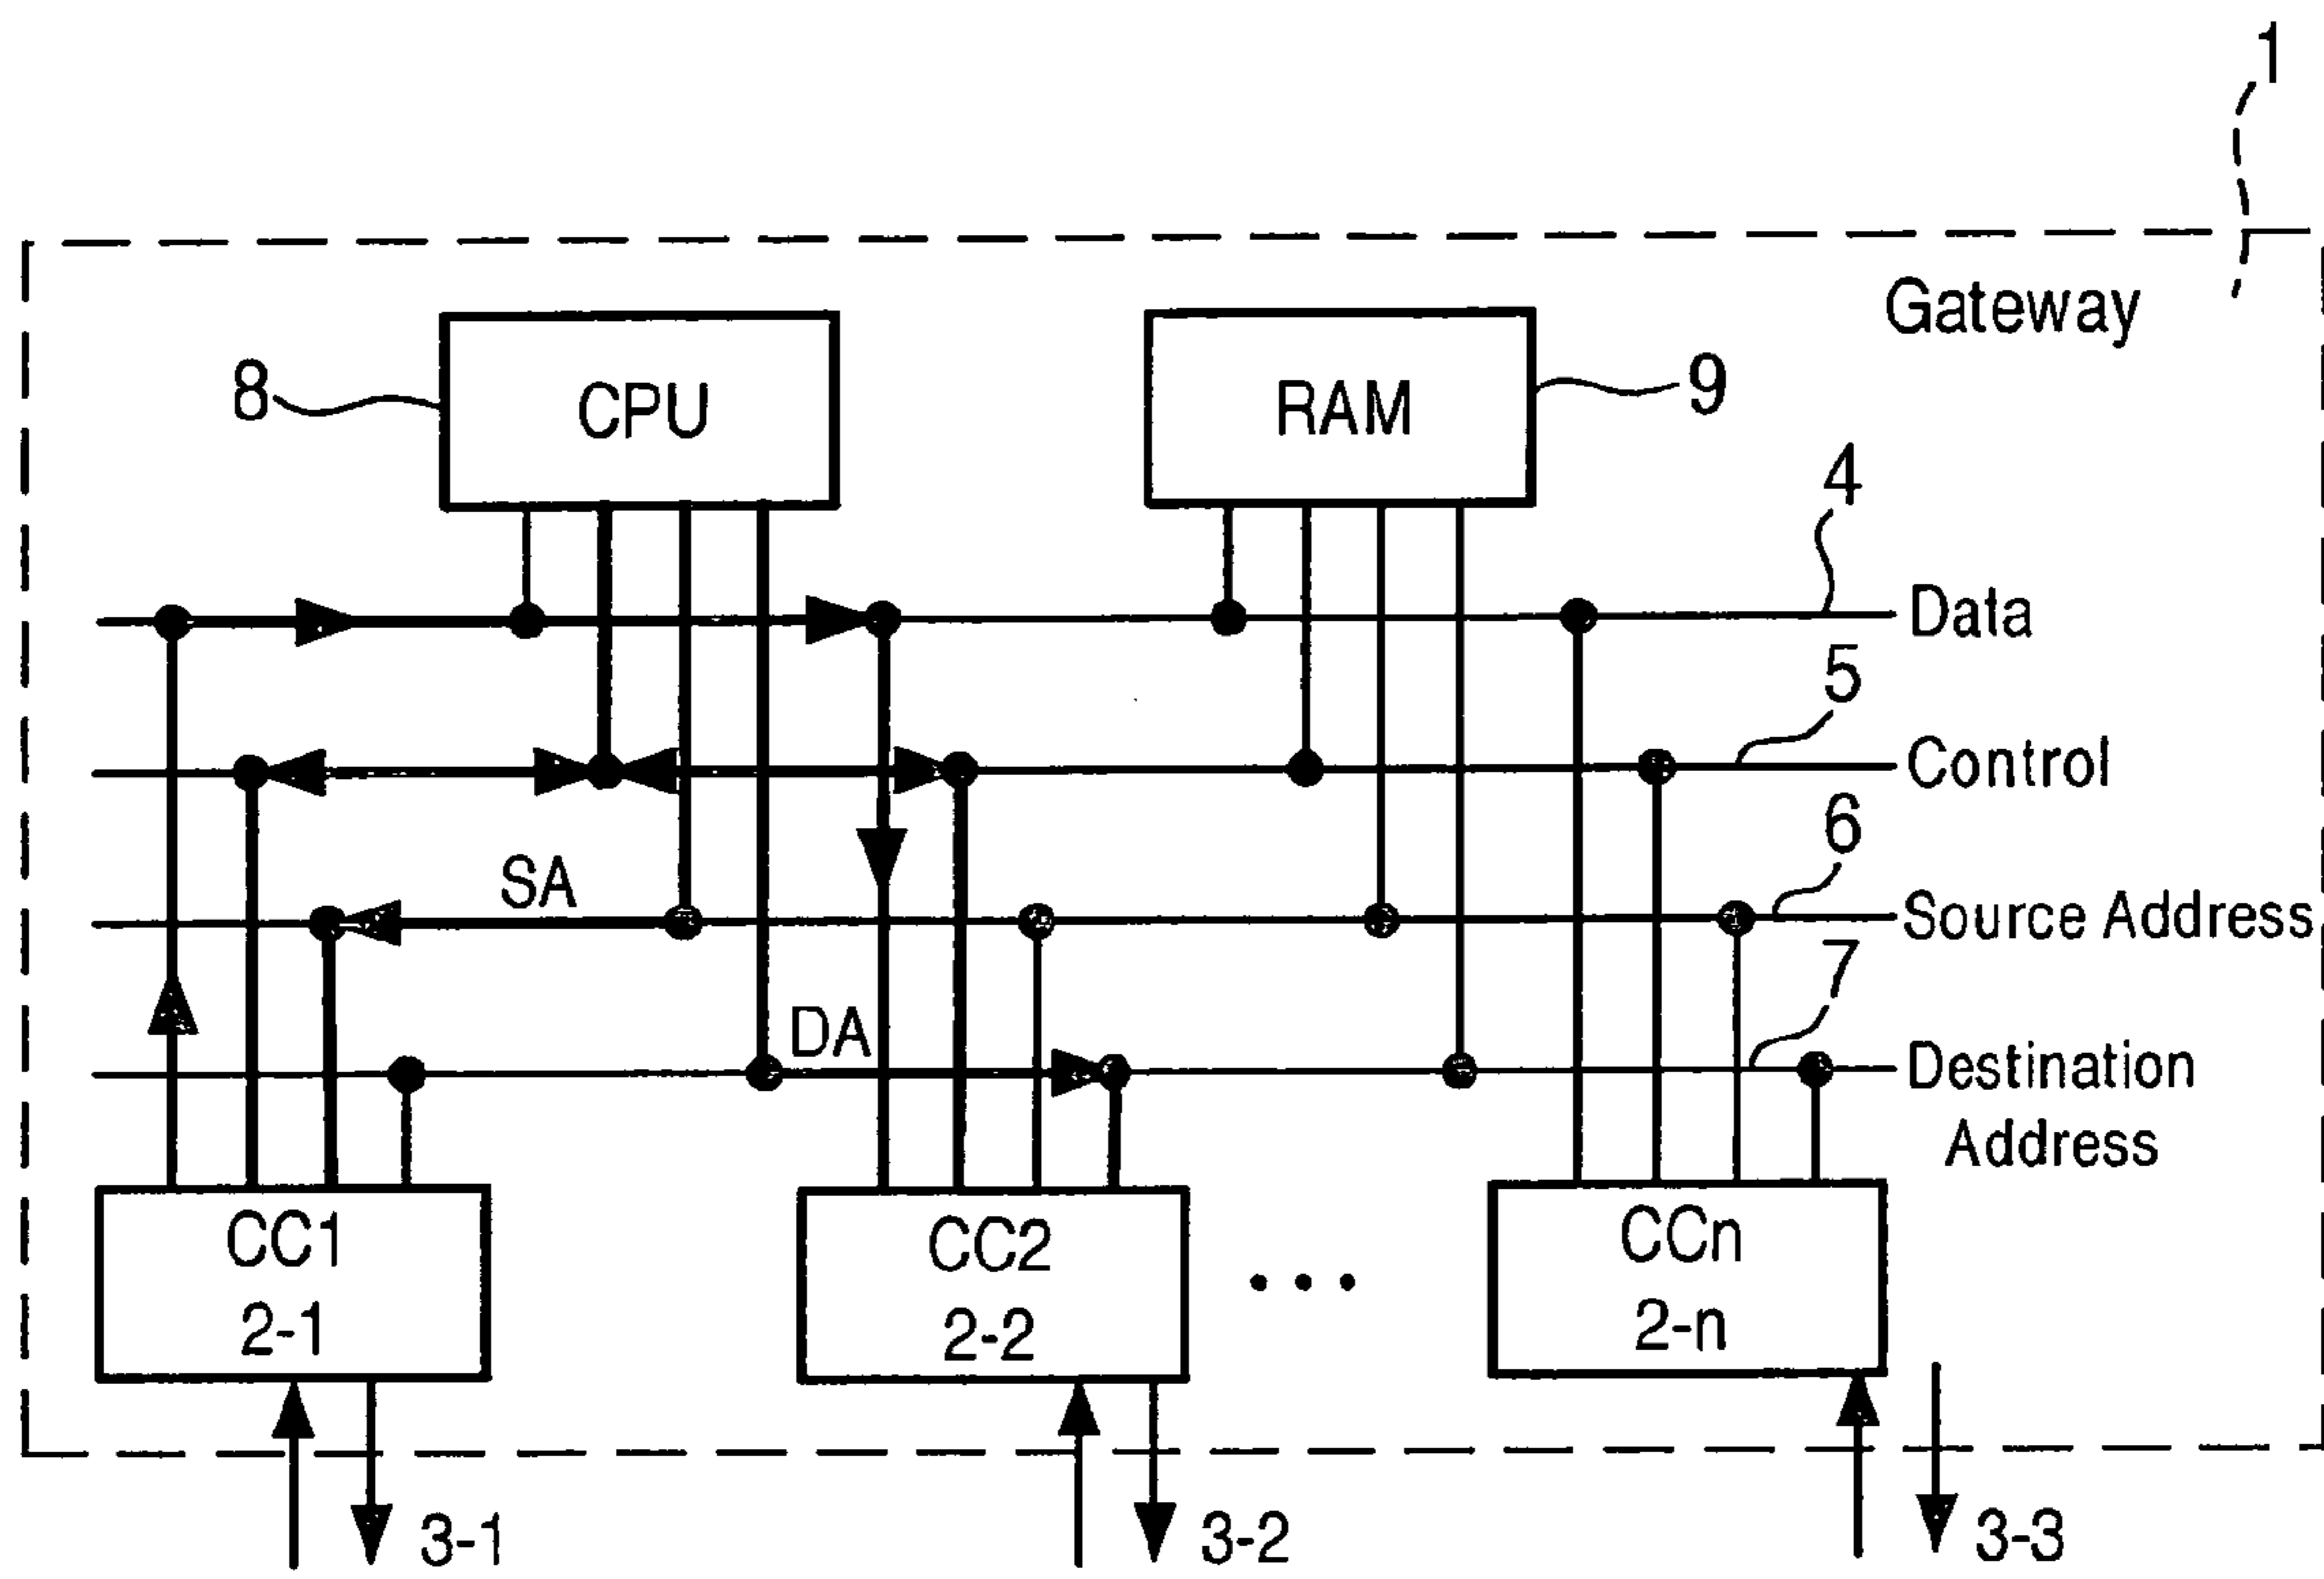 1
Gateway
8
CPU
RAM
9
4
Data
5
Control
6
SA
Source Address
7
DA
Destination
Address
CC1
2-1
CC2
2-2
CCn
2-n
3-1
3-2
3-3